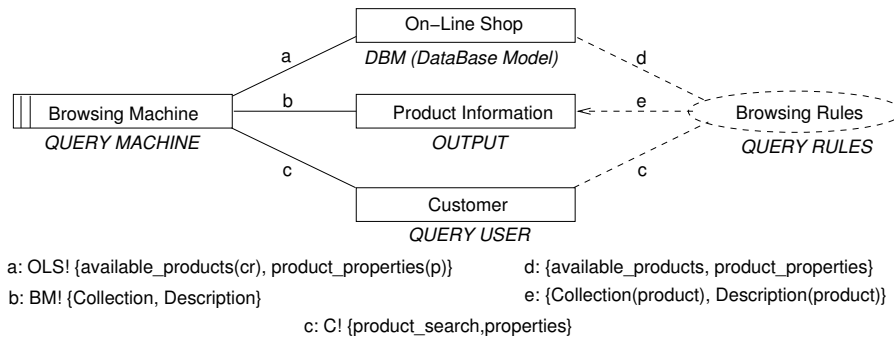 On-Line Shop
a
d
DBM (DataBase Model)
Browsing Machine
b
Product Information
e
Browsing Rules
QUERY MACHINE
OUTPUT
QUERY RULES
c
c
Customer
QUERY USER
a: OLS! {available_products(cr), product_properties(p)}
d: {available_products, product_properties}
b: BM! {Collection, Description}
e: {Collection(product), Description(product)}
c: C! {product_search,properties}